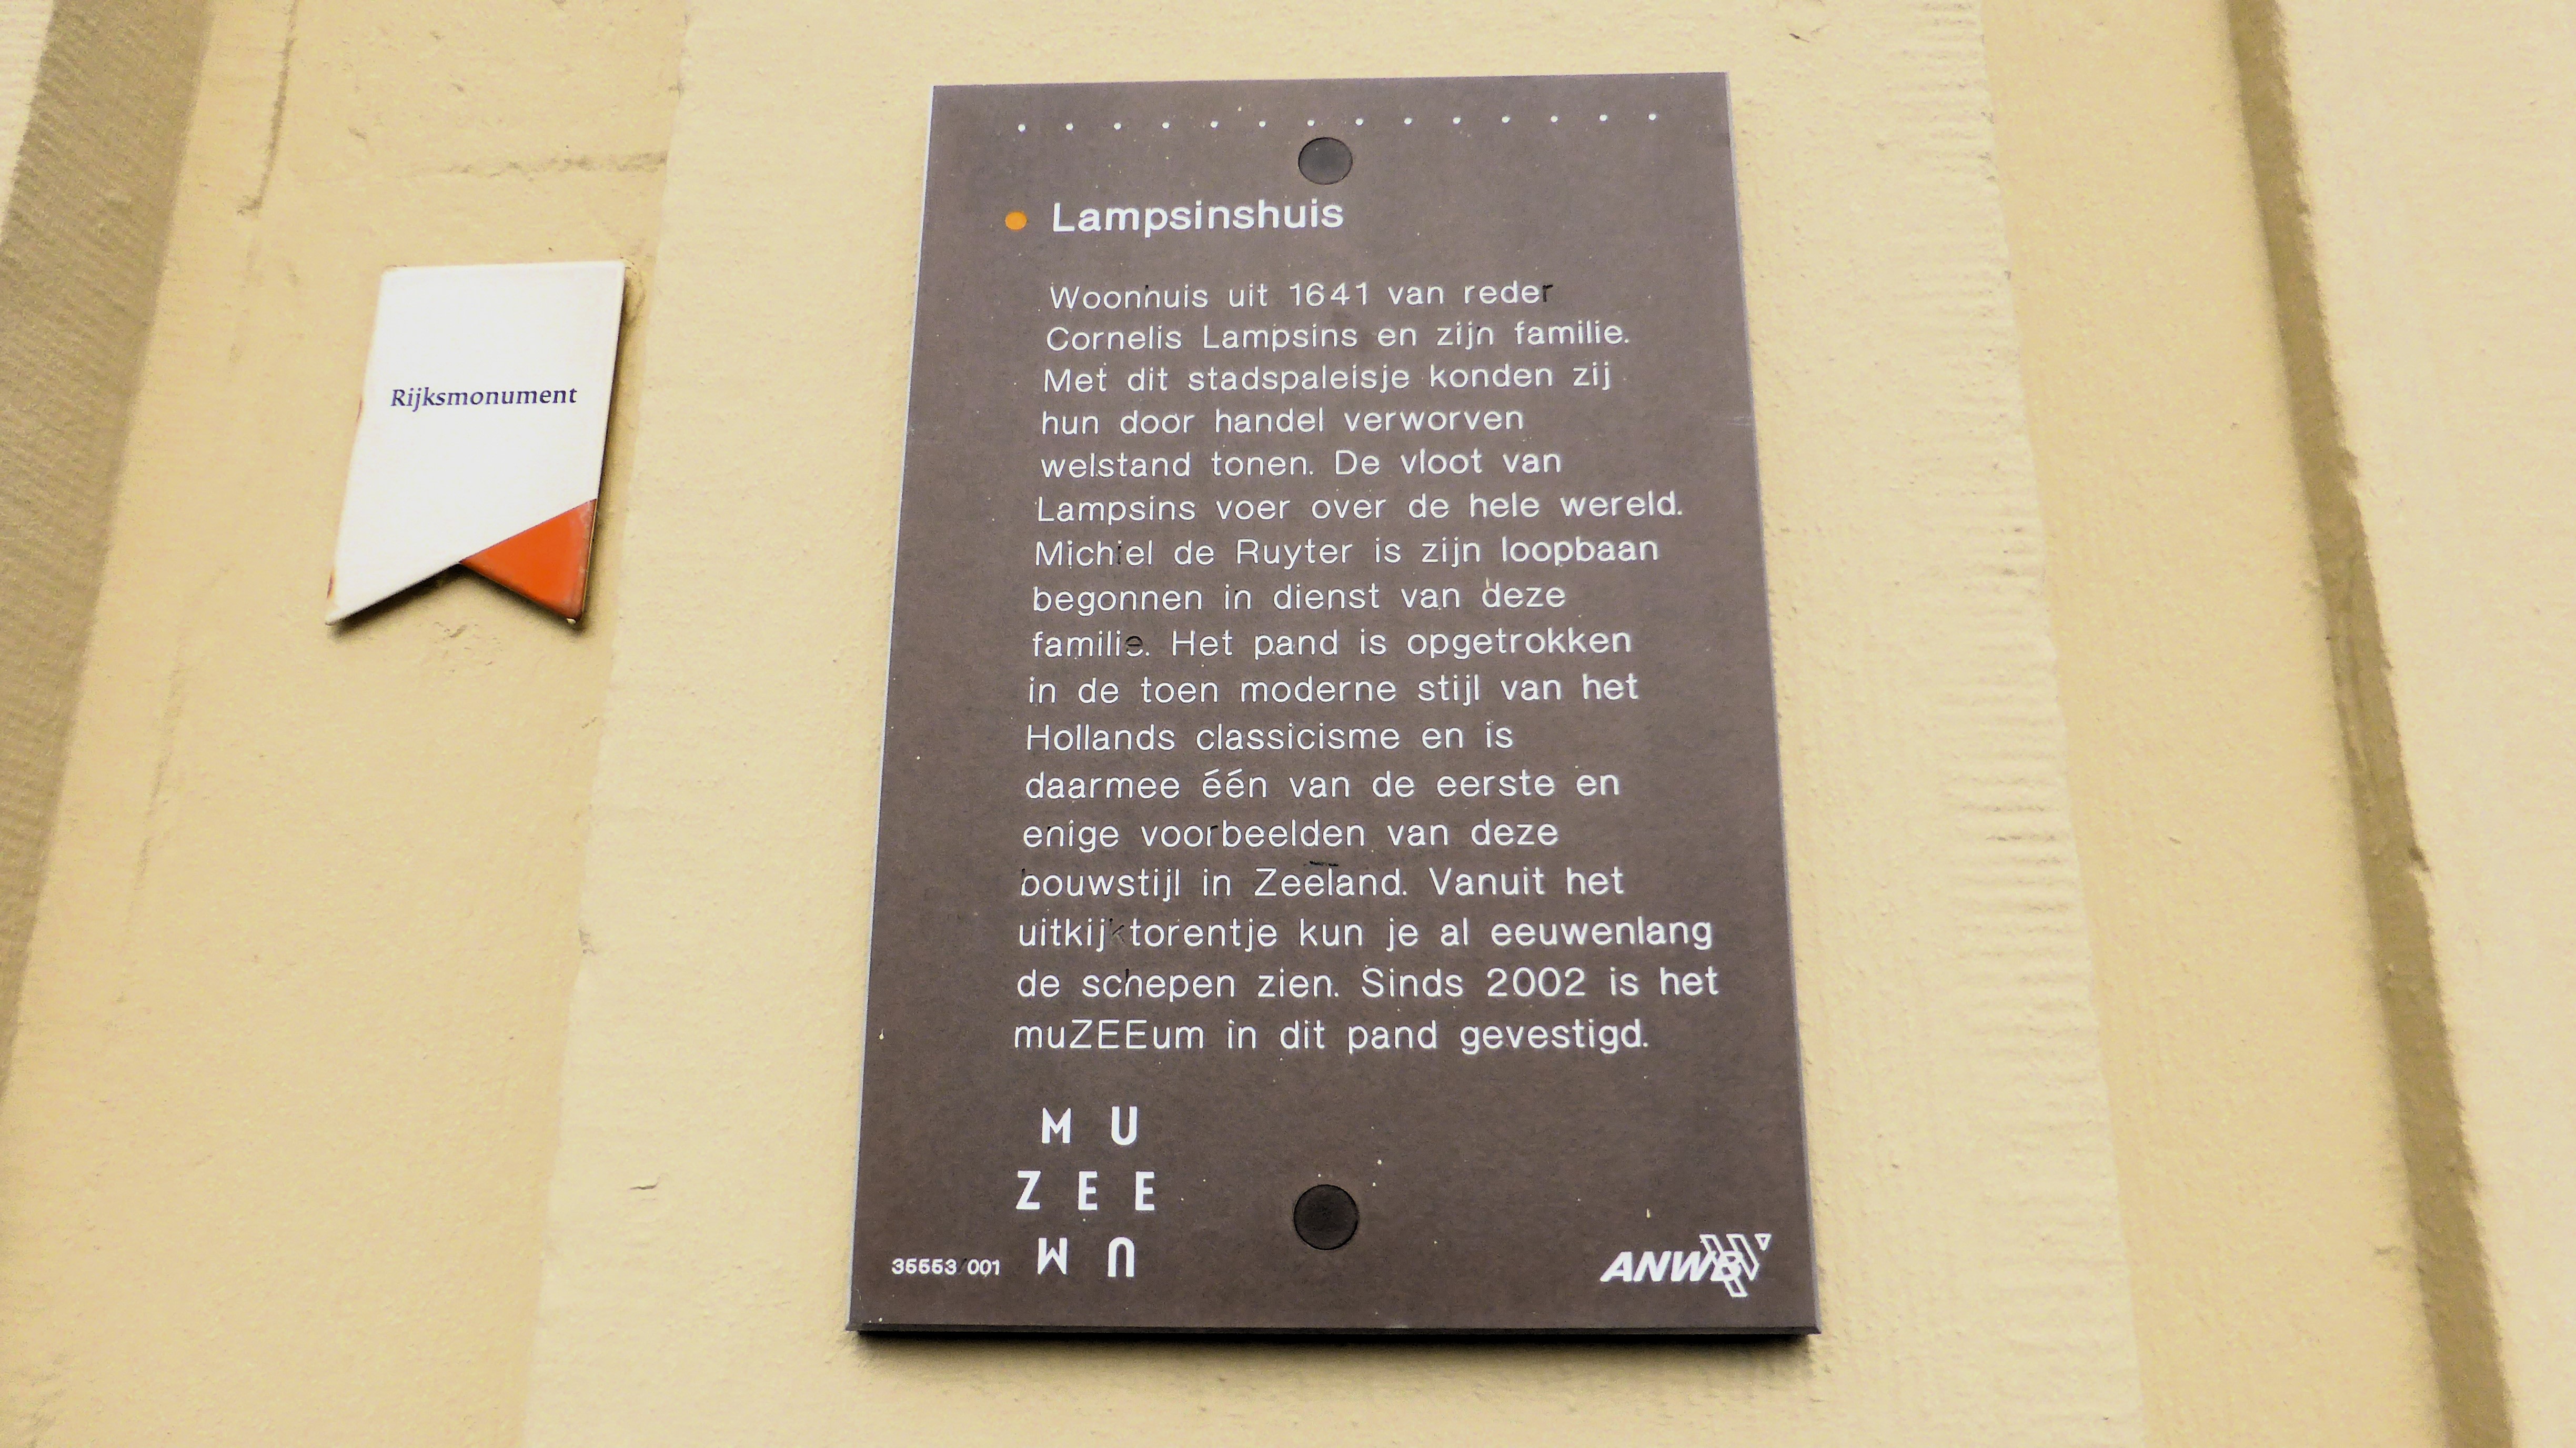 Rijksmonument
Lampsinshuis
Woonhuis uit 1641 van reder
Cornelis Lampsins en zijn familie.
Met dit stadspaleisje konden zij
hun door handel verworven
welstand tonen. De vloot van
Lampsins voer over de hele wereld.
Michiel de Ruyter is zijn loopbaan
begonnen in dienst van deze
familie. Het pand is opgetrokken
in de toen moderne stijl van het
Hollands classicisme en is
daarmee één van de eerste en
enige voorbeelden van deze
bouwstijl in Zeeland. Vanuit het
uitkijktorentje kun je al eeuwenlang
de schepen zien. Sinds 2002 is het
muZEEum in dit pand gevestigd.
M U
Z E E
U M
35553/001
ANWB